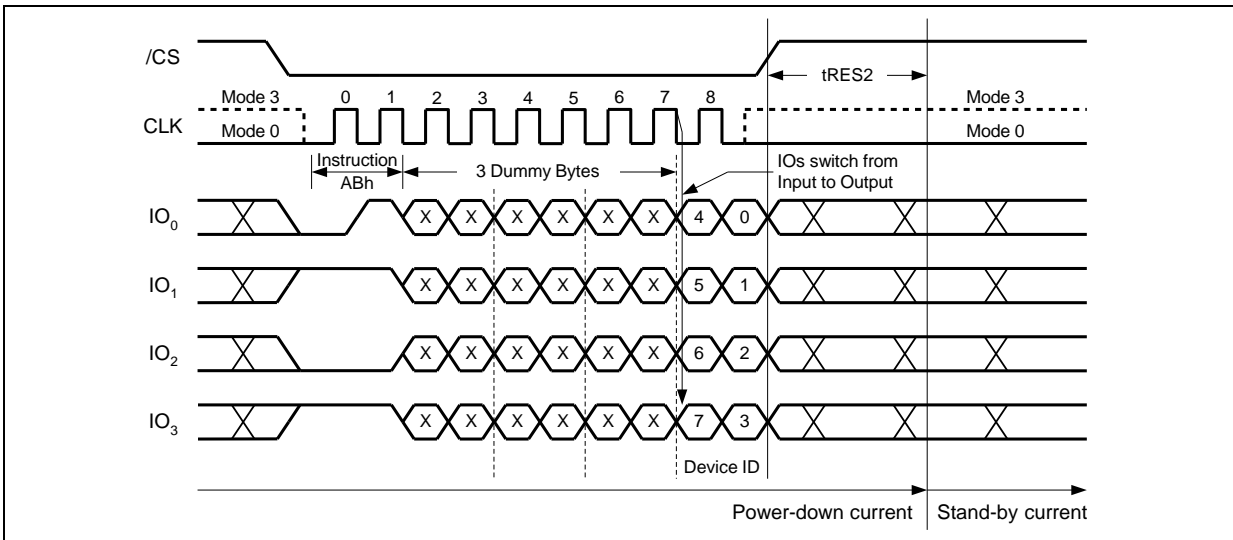 /CS
tRES2
Mode 3 0 1 2 3 4 5 6 7 8 Mode 3
CLK
Mode 0 Mode 0
Instruction
ABh
3 Dummy Bytes
IOs switch from
Input to Output
IO0 X X X X X X 4 0
IO1 X X X X X X 5 1
IO2 X X X X X X 6 2
IO3 X X X X X X 7 3
Device ID
Power-down current Stand-by current